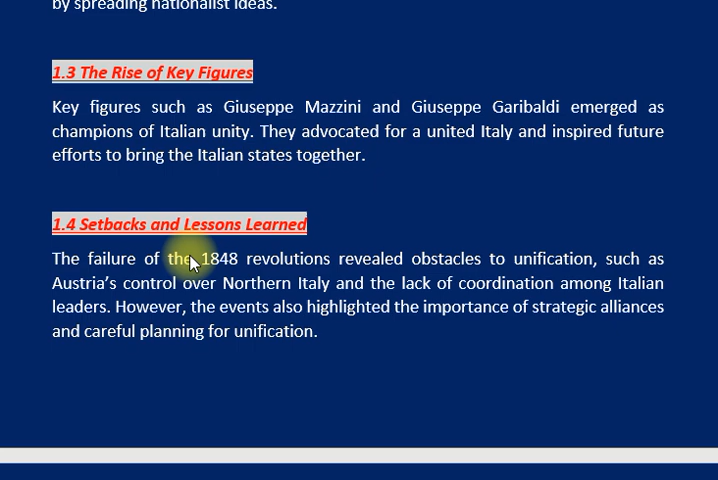 by spreading nationalist ideas.
1.3 The Rise of Key Figures
Key figures such as Giuseppe Mazzini and Giuseppe Garibaldi emerged as
champions of Italian unity. They advocated for a united Italy and inspired future
efforts to bring the Italian states together.
1.4 Setbacks and Lessons Learned
The failure of the 1848 revolutions revealed obstacles to unification, such as
Austria’s control over Northern Italy and the lack of coordination among Italian
leaders. However, the events also highlighted the importance of strategic alliances
and careful planning for unification.